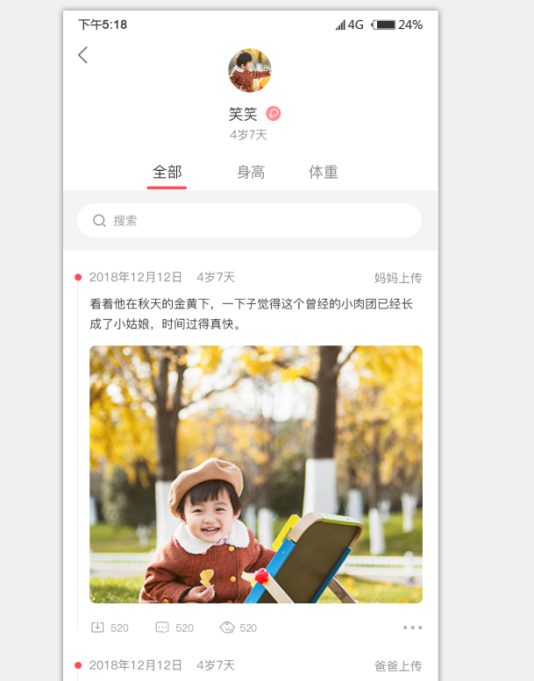 下午5:18 4G 24%
笑笑
4岁7天
全部 身高 体重
搜索
2018年12月12日 4岁7天 妈妈上传
看着他在秋天的金黄下，一下子觉得这个曾经的小肉团已经长
成了小姑娘，时间过得真快。
520 520 520
2018年12月12日 4岁7天 爸爸上传